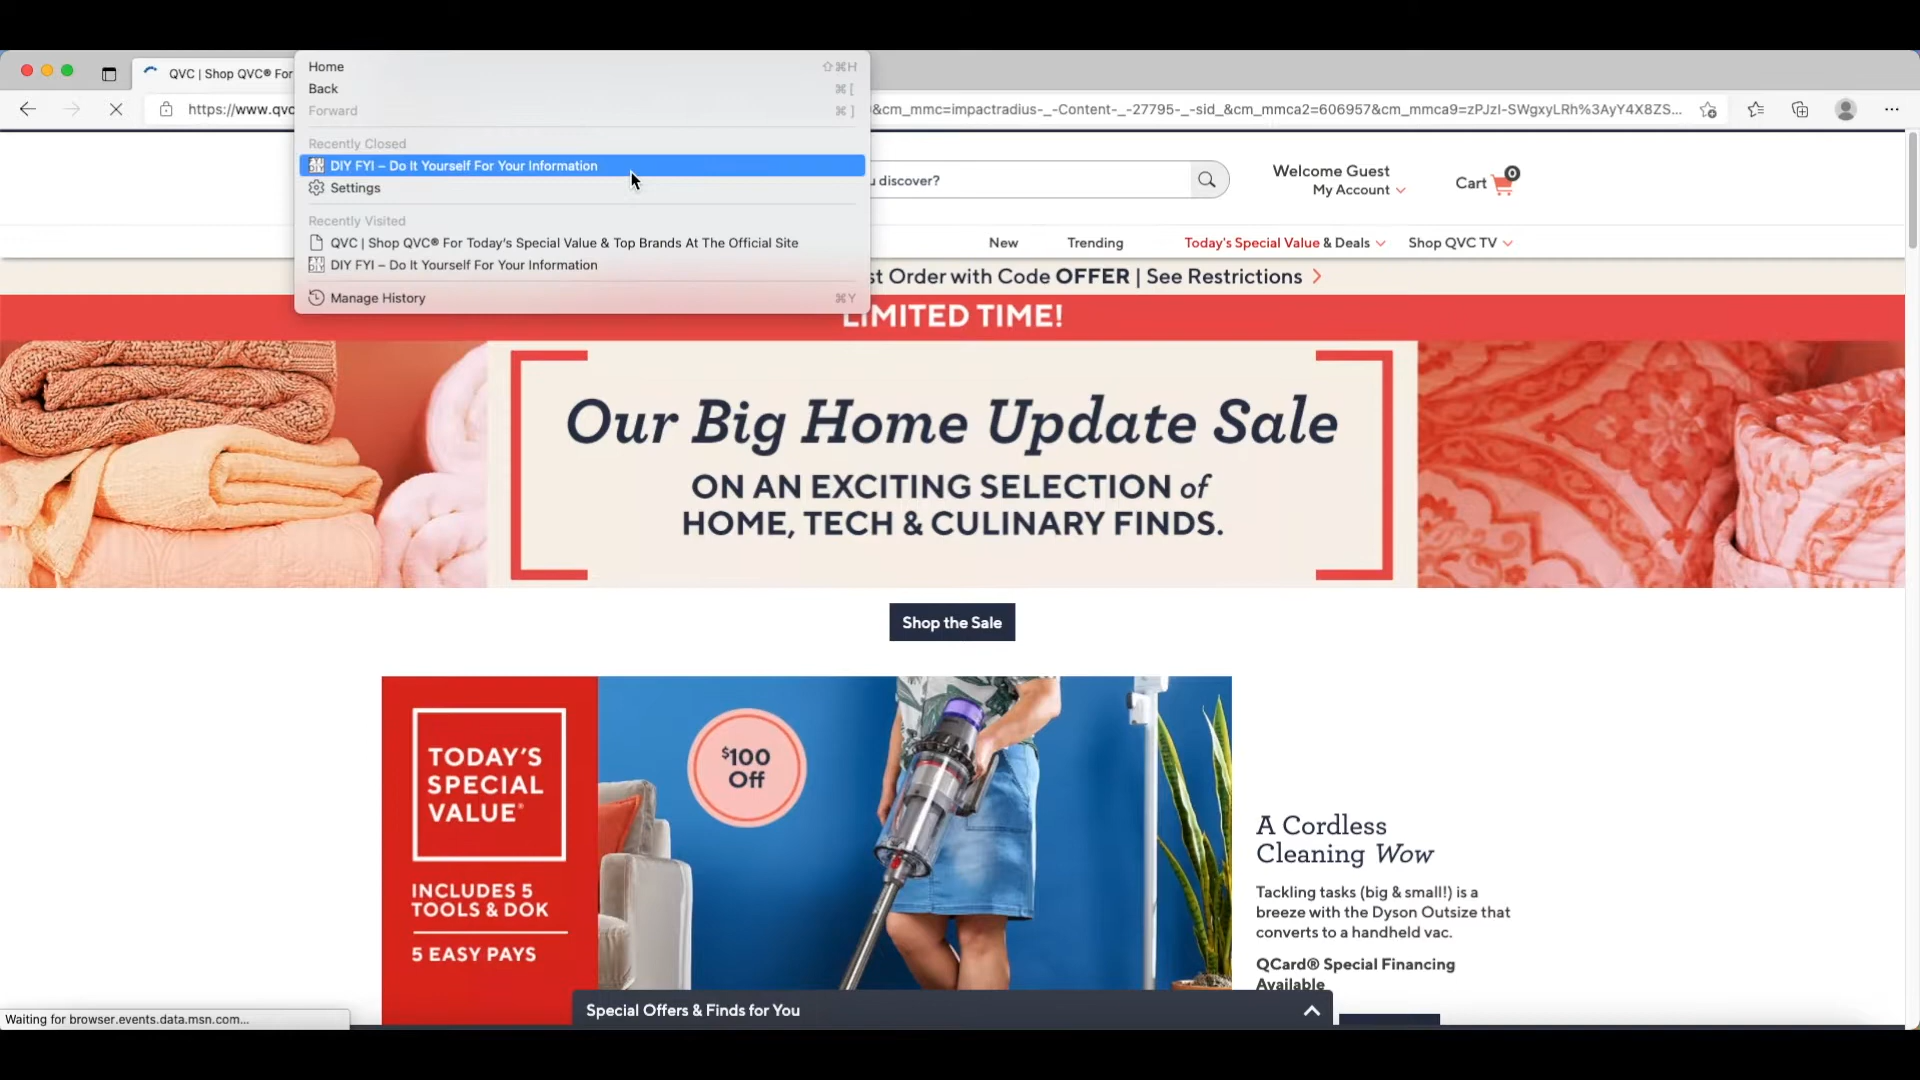 Home ⇧⌘H
Back ⌘[
Forward ⌘]
Recently Closed
DIY FYI – Do It Yourself For Your Information
Settings
Recently Visited
QVC | Shop QVC® For Today's Special Value & Top Brands At The Official Site
DIY FYI – Do It Yourself For Your Information
Manage History ⌘Y
QVC | Shop QVC® For
https://www.qvc
&cm_mmc=impactradius-_-Content-_-27795-_-sid_&cm_mmca2=606957&cm_mmca9=zPJzI-SWgxyLRh%3AyY4X8ZS...
u discover?
Welcome Guest
My Account
Cart 0
New Trending Today's Special Value & Deals Shop QVC TV
st Order with Code OFFER | See Restrictions
LIMITED TIME!
Our Big Home Update Sale
ON AN EXCITING SELECTION of
HOME, TECH & CULINARY FINDS.
Shop the Sale
TODAY'S
SPECIAL
VALUE®
INCLUDES 5
TOOLS & DOK
5 EASY PAYS
$100
Off
A Cordless
Cleaning Wow
Tackling tasks (big & small!) is a
breeze with the Dyson Outsize that
converts to a handheld vac.
QCard® Special Financing
Available
Special Offers & Finds for You
Waiting for browser.events.data.msn.com...